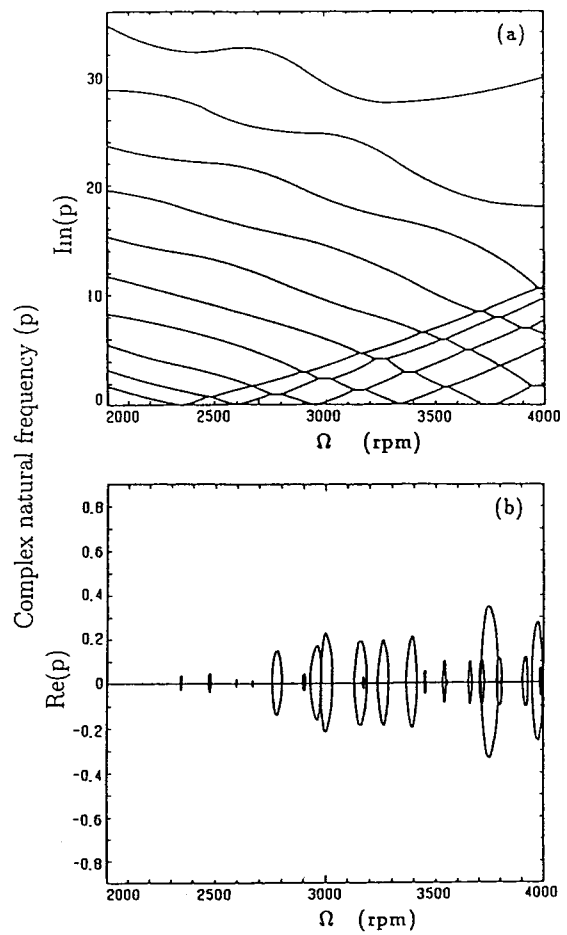 (a)
30
20
10
0
Im(p)
2000 2500 3000 3500 4000
Ω (rpm)
Complex natural frequency (p)
(b)
0.8
0.6
0.4
0.2
0
-0.2
-0.4
-0.6
-0.8
Re(p)
2000 2500 3000 3500 4000
Ω (rpm)